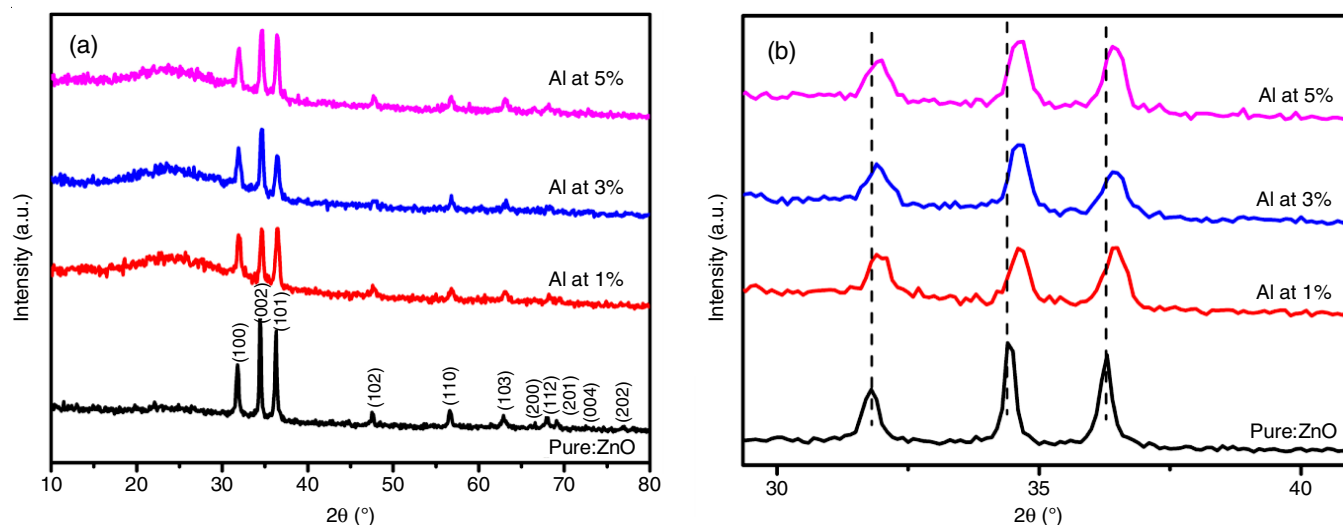 (a)
Al at 5%
Al at 3%
Al at 1%
(100)
(002)
(101)
(102)
(110)
(103)
(200)
(112)
(201)
(004)
(202)
Pure:ZnO
Intensity (a.u.)
10 20 30 40 50 60 70 80
2θ (°)
(b)
Al at 5%
Al at 3%
Al at 1%
Pure:ZnO
Intensity (a.u.)
30 35 40
2θ (°)